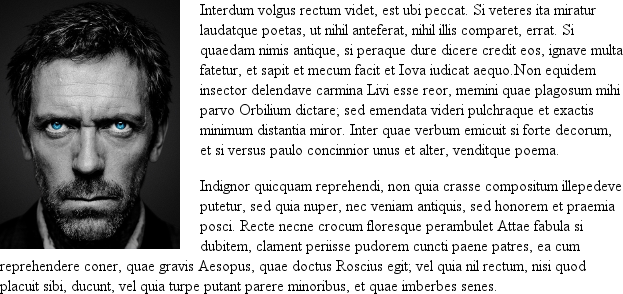 Interdum volgus rectum videt, est ubi peccat. Si veteres ita miratur
laudatque poetas, ut nihil anteferat, nihil illis comparet, errat. Si
quaedam nimis antique, si peraque dure dicere credit eos, ignave multa
fatetur, et sapit et mecum facit et Iova iudicat aequo.Non equidem
insector delendave carmina Livi esse reor, memini quae plagosum mihi
parvo Orbilium dictare; sed emendata videri pulchraque et exactis
minimum distantia miror. Inter quae verbum emicuit si forte decorum,
et si versus paulo concinnior unus et alter, venditque poema.
Indignor quicquam reprehendi, non quia crasse compositum illepedeve
putetur, sed quia nuper, nec veniam antiquis, sed honorem et praemia
posci. Recte necne crocum floresque perambulet Attae fabula si
dubitem, clament periisse pudorem cuncti paene patres, ea cum
reprehendere coner, quae gravis Aesopus, quae doctus Roscius egit; vel quia nil rectum, nisi quod
placuit sibi, ducunt, vel quia turpe putant parere minoribus, et quae imberbes senes.